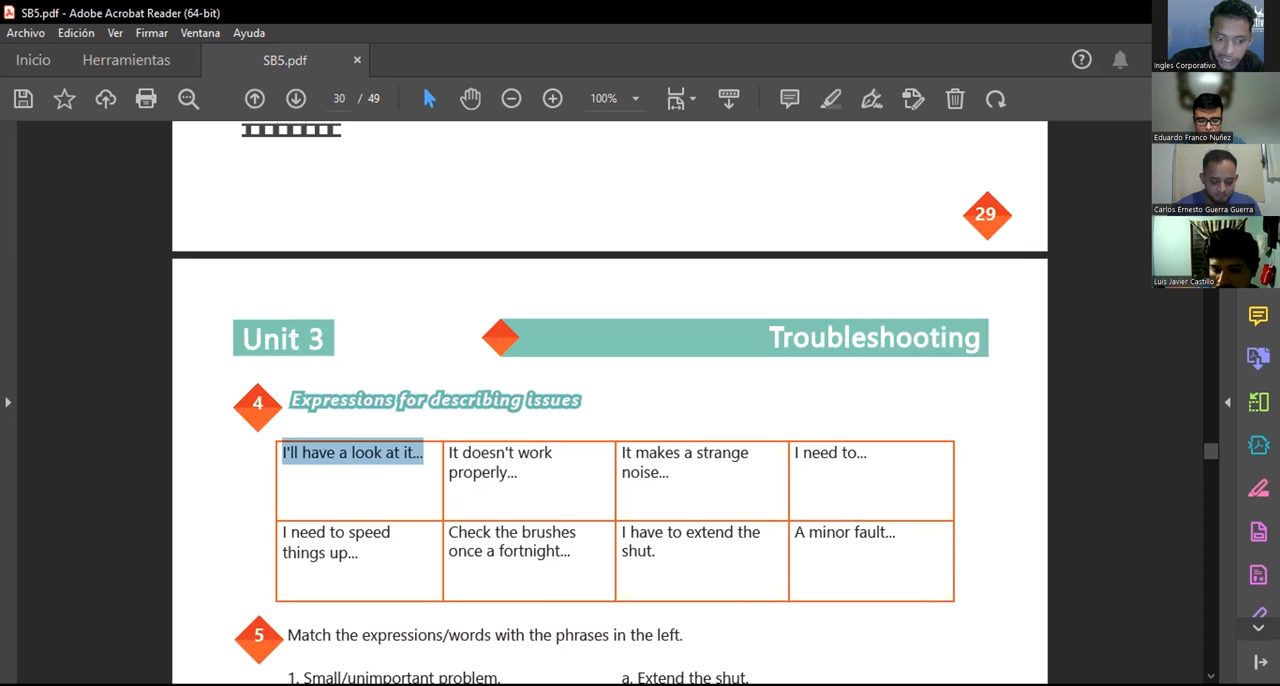 SB5.pdf - Adobe Acrobat Reader (64-bit)
Archivo Edición Ver Firmar Ventana Ayuda
Inicio Herramientas SB5.pdf ×
30 / 49 100%
29
Unit 3 Troubleshooting
4 Expressions for describing issues
I'll have a look at it...
It doesn't work
properly...
It makes a strange
noise...
I need to...
I need to speed
things up...
Check the brushes
once a fortnight...
I have to extend the
shut.
A minor fault...
5 Match the expressions/words with the phrases in the left.
1. Small/unimportant problem. a. Extend the shut.
Ingles Corporativo
Eduardo Franco Nuñez
Carlos Ernesto Guerra Guerra
Luis Javier Castillo